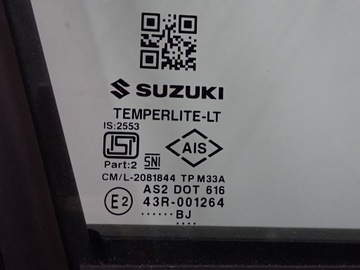 SUZUKI
TEMPERLITE-LT
IS:2553
ISI
AIS
Part:2 SNI
CM/L-2081844 TP M33A
E2 AS2 DOT 616
43R-001264
......BJ
....